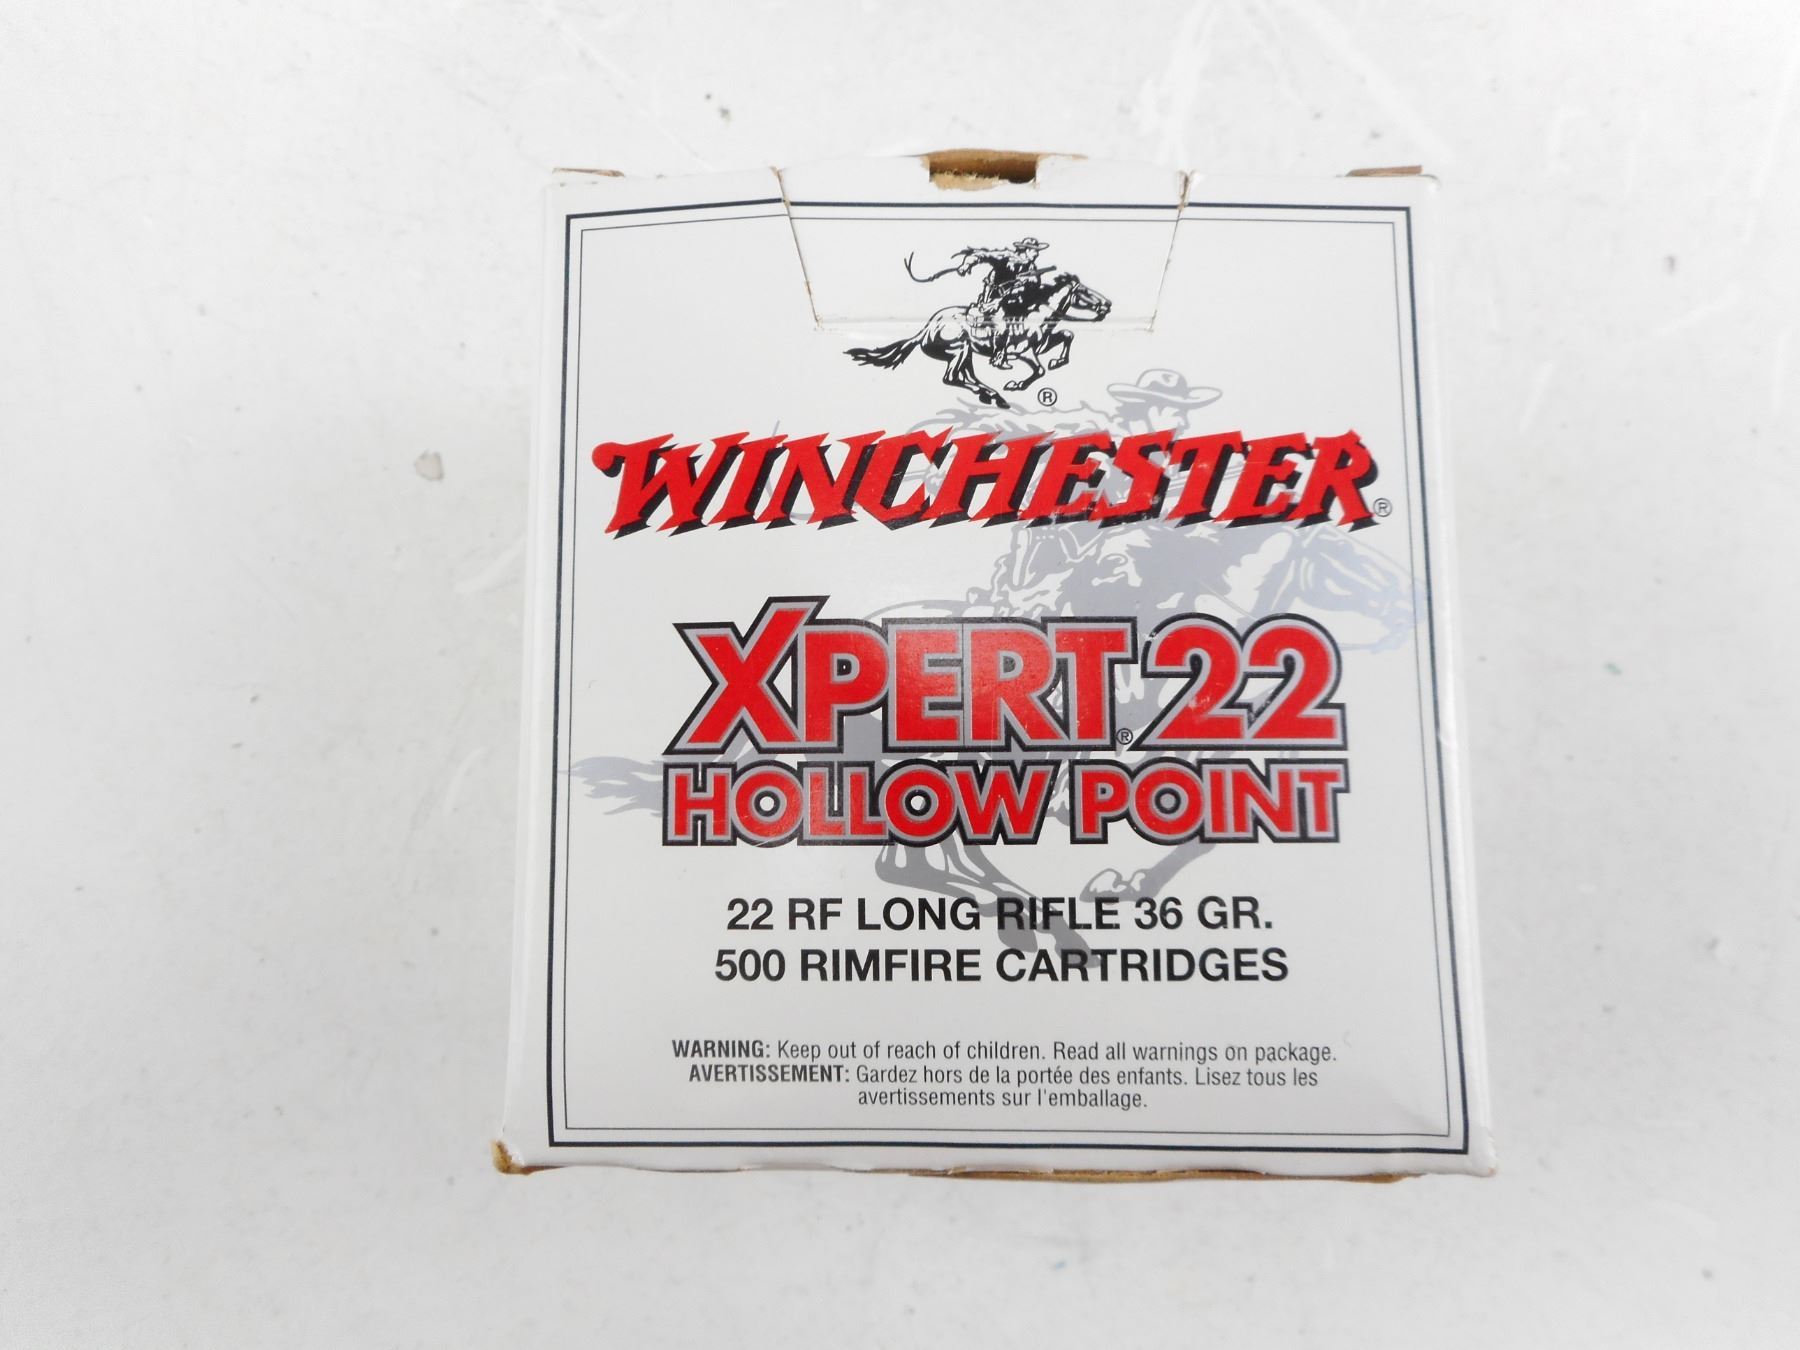 ®
WINCHESTER®
XPERT®22
HOLLOW POINT
22 RF LONG RIFLE 36 GR.
500 RIMFIRE CARTRIDGES
WARNING: Keep out of reach of children. Read all warnings on package.
AVERTISSEMENT: Gardez hors de la portée des enfants. Lisez tous les
avertissements sur l'emballage.